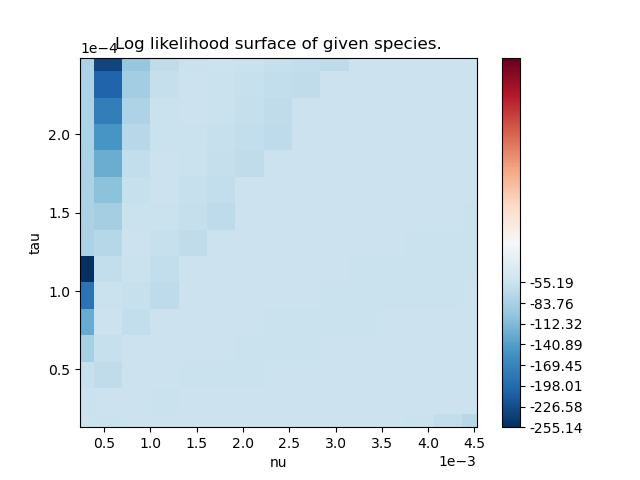 1e−4
Log likelihood surface of given species.
2.0
1.5
1.0
0.5
tau
0.5 1.0 1.5 2.0 2.5 3.0 3.5 4.0 4.5
nu
1e−3
-55.19
-83.76
-112.32
-140.89
-169.45
-198.01
-226.58
-255.14